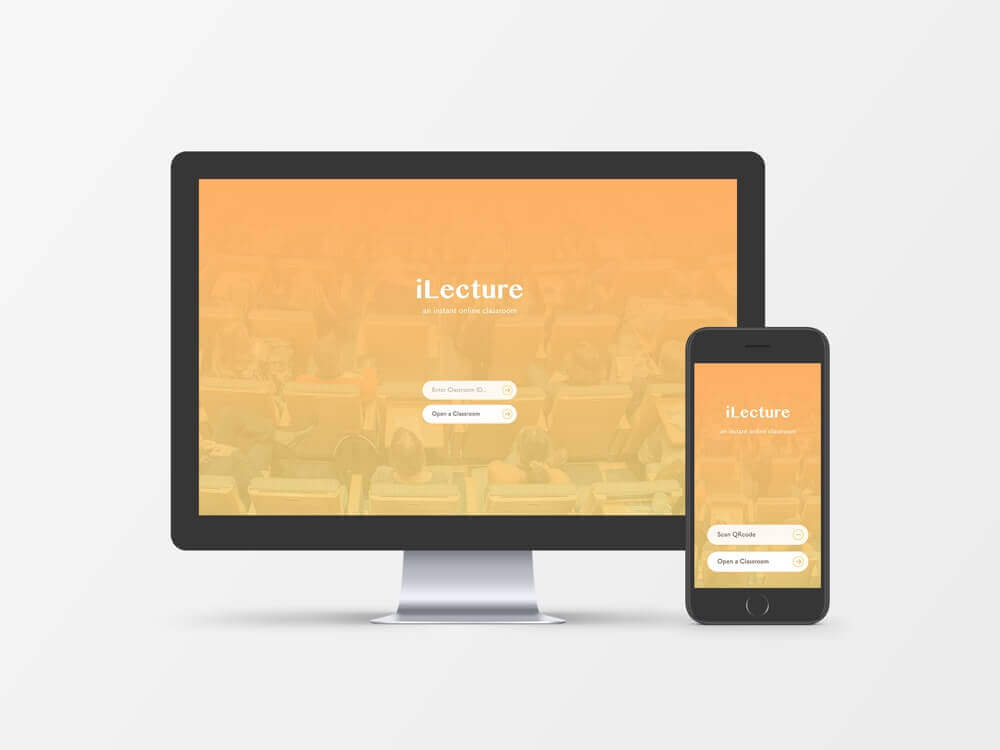 iLecture
an instant online classroom
Enter Classroom ID...
Open a Classroom
iLecture
an instant online classroom
Scan QRcode
Open a Classroom